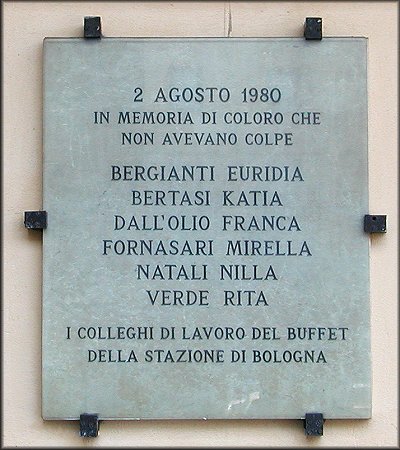 2 AGOSTO 1980
IN MEMORIA DI COLORO CHE
NON AVEVANO COLPE
BERGIANTI EURIDIA
BERTASI KATIA
DALL'OLIO FRANCA
FORNASARI MIRELLA
NATALI NILLA
VERDE RITA
I COLLEGHI DI LAVORO DEL BUFFET
DELLA STAZIONE DI BOLOGNA